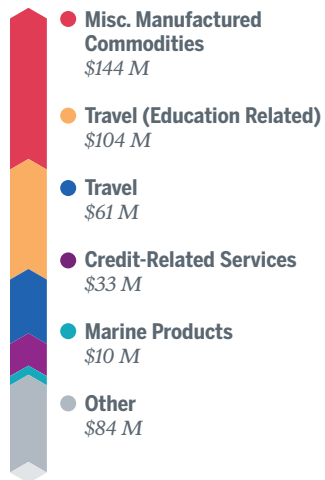 Misc. Manufactured
Commodities
$144 M
Travel (Education Related)
$104 M
Travel
$61 M
Credit-Related Services
$33 M
Marine Products
$10 M
Other
$84 M